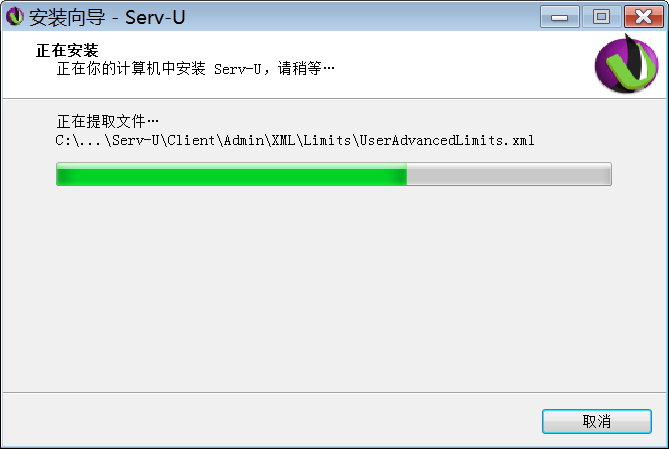 安装向导 - Serv-U
正在安装
正在你的计算机中安装 Serv-U，请稍等…
正在提取文件…
C:\...\Serv-U\Client\Admin\XML\Limits\UserAdvancedLimits.xml
取消